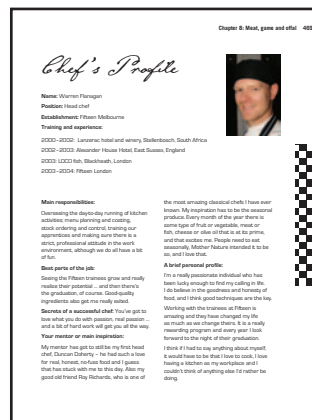 Chapter 8: Meat, game and offal 469
Chef's Profile
Name: Warren Flanagan
Position: Head chef
Establishment: Fifteen Melbourne
Training and experience:
2000–2002: Lanzerac hotel and winery, Stellenbosch, South Africa
2002–2003: Alexander House Hotel, East Sussex, England
2003: LOCO fish, Blackheath, London
2003–2004: Fifteen London
Main responsibilities:
Overseeing the day-to-day running of kitchen
activities; menu planning and costing,
stock ordering and control, training our
apprentices and making sure there is a
strict, professional attitude in the work
environment, although we do all have a bit
of fun.
Best parts of the job:
Seeing the Fifteen trainees grow and really
realise their potential ... and then there's
the graduation, of course. Good-quality
ingredients also get me really excited.
Secrets of a successful chef: You've got to
love what you do with passion, real passion ...
and a bit of hard work will get you all the way.
Your mentor or main inspiration:
My mentor has got to still be my first head
chef, Duncan Doherty – he had such a love
for real, honest, no-fuss food and I guess
that has stuck with me to this day. Also my
good old friend Roy Richards, who is one of
the most amazing classical chefs I have ever
known. My inspiration has to be the seasonal
produce. Every month of the year there is
some type of fruit or vegetable, meat or
fish, cheese or olive oil that is at its prime,
and that excites me. People need to eat
seasonally, Mother Nature intended it to be
so, and I love that.
A brief personal profile:
I'm a really passionate individual who has
been lucky enough to find my calling in life.
I do believe in the goodness and honesty of
food, and I think good techniques are the key.
Working with the trainees at Fifteen is
amazing and they have changed my life
as much as we change theirs. It is a really
rewarding program and every year I look
forward to the night of their graduation.
I think if I had to say anything about myself,
it would have to be that I love to cook, I love
having a kitchen as my workplace and I
couldn't think of anything else I'd rather be
doing.